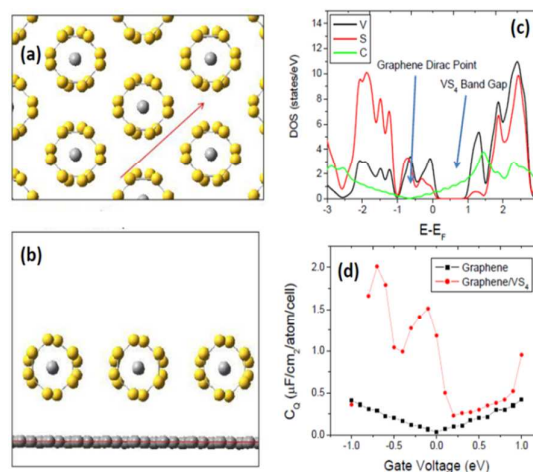 (a)
(b)
(c)
V
S
C
Graphene Dirac Point
VS4 Band Gap
DOS (states/eV)
14
12
10
8
6
4
2
0
-3 -2 -1 0 1 2
E-EF
(d)
Graphene
Graphene/VS4
CQ (μF/cm2/atom/cell)
2.0
1.5
1.0
0.5
0.0
-1.0 -0.5 0.0 0.5 1.0
Gate Voltage (eV)